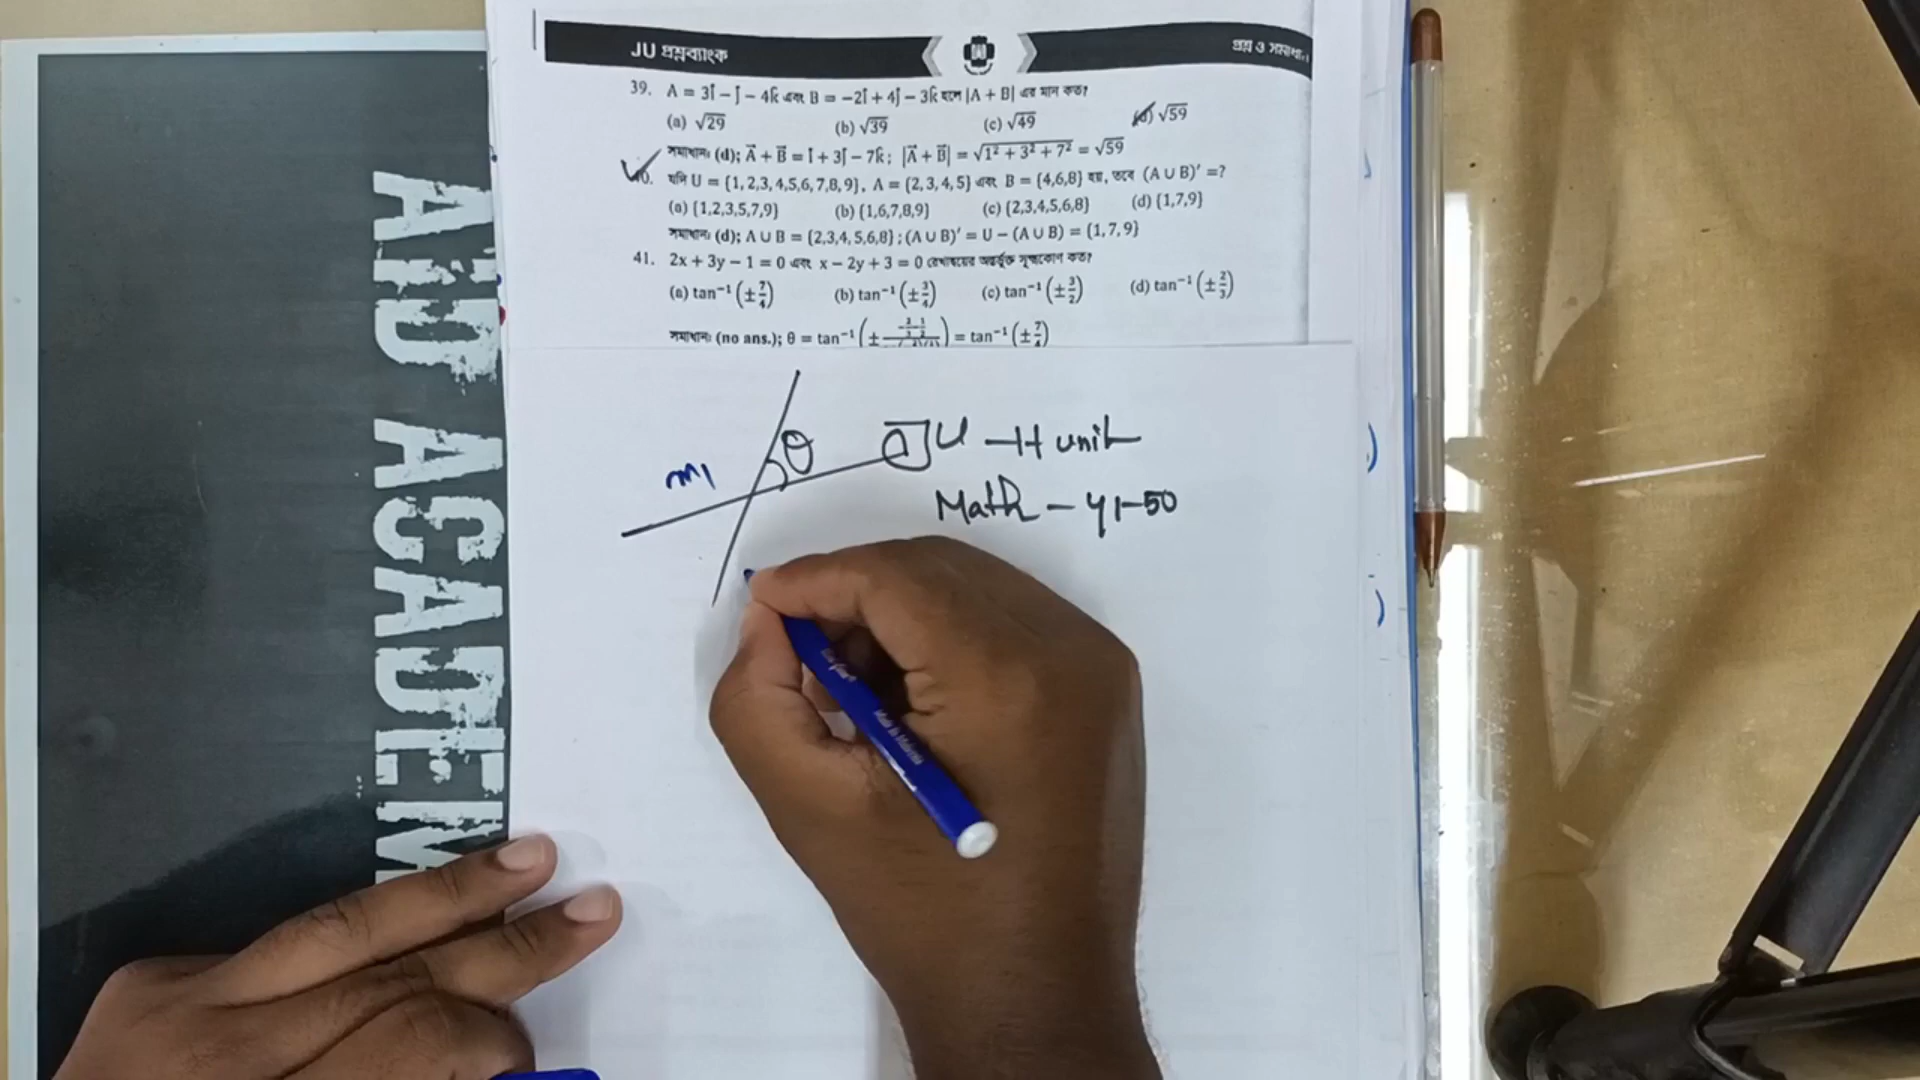 JU প্রশ্নব্যাংক
প্রশ্ন ও সমাধান
39. A = 3î − ĵ − 4k̂ এবং B = −2î + 4ĵ − 3k̂ হলে |A + B| এর মান কত?
(a) √29 (b) √39 (c) √49 (d) √59
সমাধান: (d); A⃗ + B⃗ = î + 3ĵ − 7k̂ ; |A⃗ + B⃗| = √(1² + 3² + 7²) = √59
40. যদি U = {1, 2, 3, 4,5,6, 7,8, 9}, A = {2, 3, 4, 5} এবং B = {4,6,8} হয়, তবে (A ∪ B)′ =?
(a) {1,2,3,5,7,9} (b) {1,6,7,8,9} (c) {2,3,4,5,6,8} (d) {1,7,9}
সমাধান: (d); A ∪ B = {2,3,4, 5,6,8} ; (A ∪ B)′ = U − (A ∪ B) = {1, 7, 9}
41. 2x + 3y − 1 = 0 এবং x − 2y + 3 = 0 রেখাদ্বয়ের অন্তর্ভুক্ত সূক্ষ্মকোণ কত?
(a) tan⁻¹ (±7/4) (b) tan⁻¹ (±3/4) (c) tan⁻¹ (±3/2) (d) tan⁻¹ (±2/3)
সমাধান: (no ans.); θ = tan⁻¹ = tan⁻¹ (±7/4)
θ
U - H unit
m1
Math - 41-50
AHD ACADEM